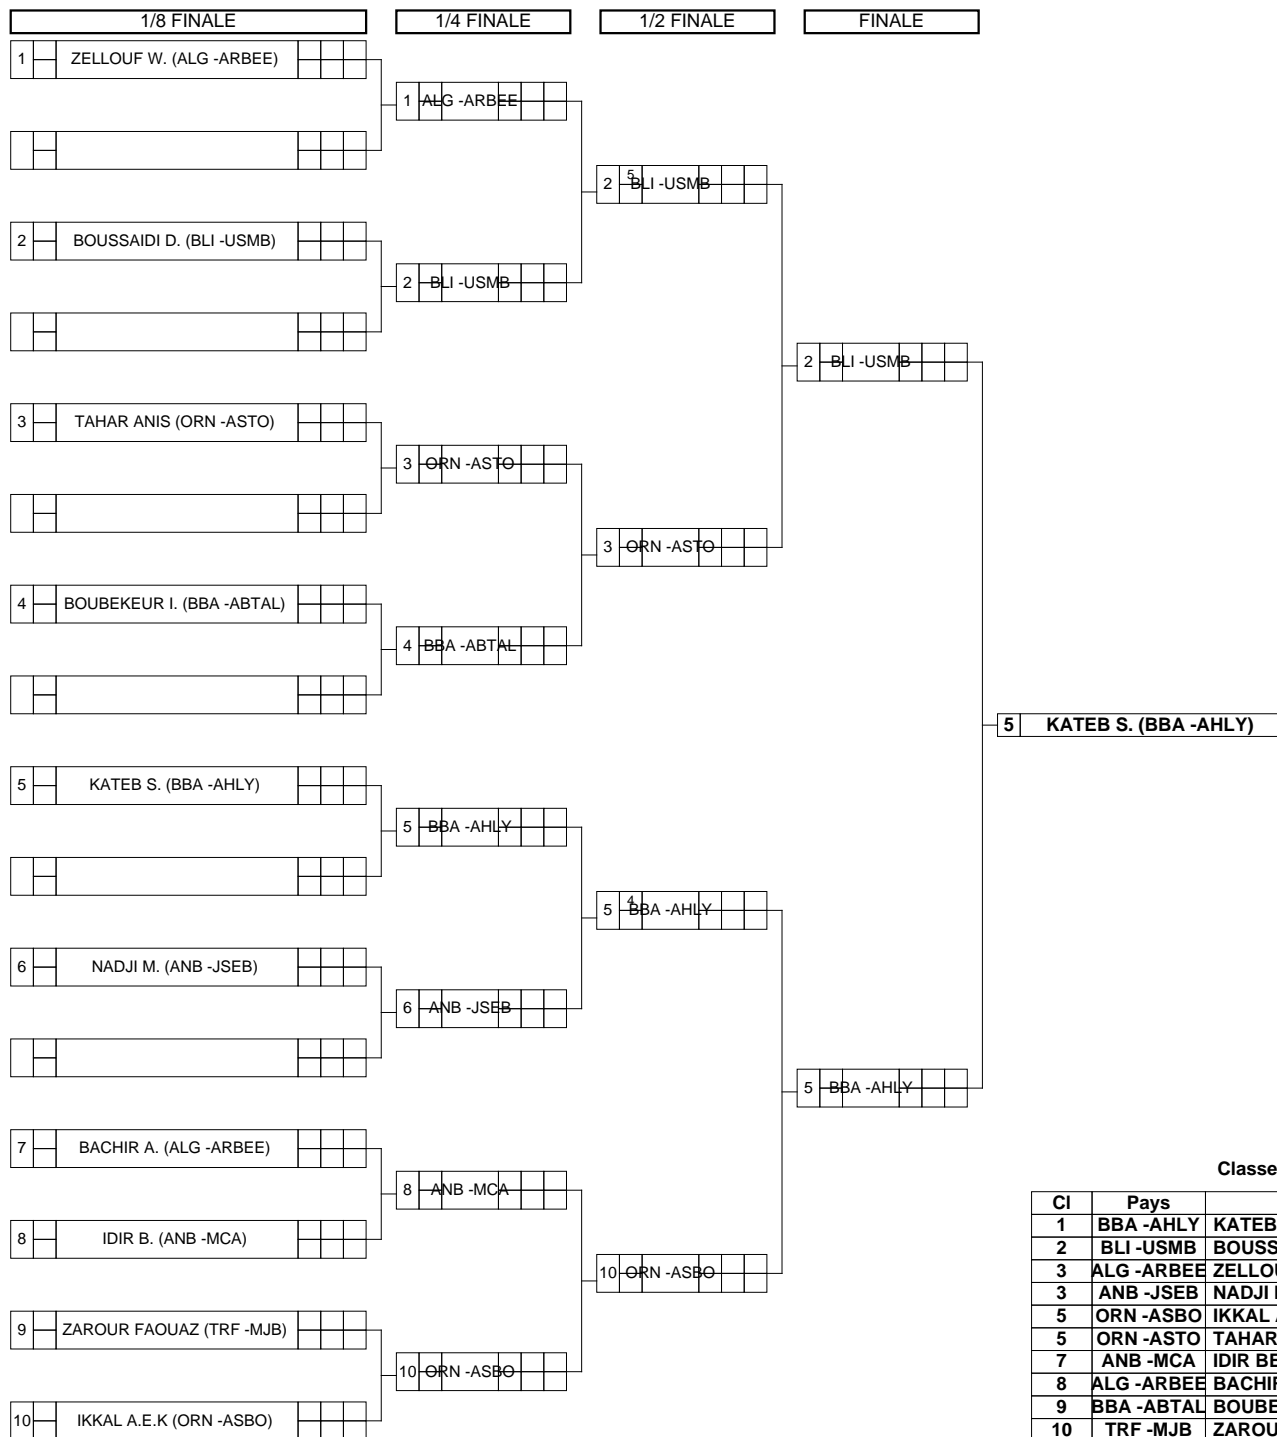 1/8 FINALE 1/4 FINALE 1/2 FINALE FINALE
1 ZELLOUF W. (ALG -ARBEE)
1 ALG -ARBEE
2 5 BLI -USMB
2 BOUSSAIDI D. (BLI -USMB)
2 BLI -USMB
2 BLI -USMB
3 TAHAR ANIS (ORN -ASTO)
3 ORN -ASTO
3 ORN -ASTO
4 BOUBEKEUR I. (BBA -ABTAL)
4 BBA -ABTAL
5 KATEB S. (BBA -AHLY)
5 KATEB S. (BBA -AHLY)
5 BBA -AHLY
5 4 BBA -AHLY
6 NADJI M. (ANB -JSEB)
6 ANB -JSEB
5 BBA -AHLY
7 BACHIR A. (ALG -ARBEE)
8 ANB -MCA
8 IDIR B. (ANB -MCA)
10 ORN -ASBO
9 ZAROUR FAOUAZ (TRF -MJB)
10 ORN -ASBO
10 IKKAL A.E.K (ORN -ASBO)
Classe
Cl Pays
1 BBA -AHLY KATEB
2 BLI -USMB BOUSS
3 ALG -ARBEE ZELLOU
3 ANB -JSEB NADJI
5 ORN -ASBO IKKAL
5 ORN -ASTO TAHAR
7 ANB -MCA IDIR BE
8 ALG -ARBEE BACHIR
9 BBA -ABTAL BOUBE
10 TRF -MJB ZAROU